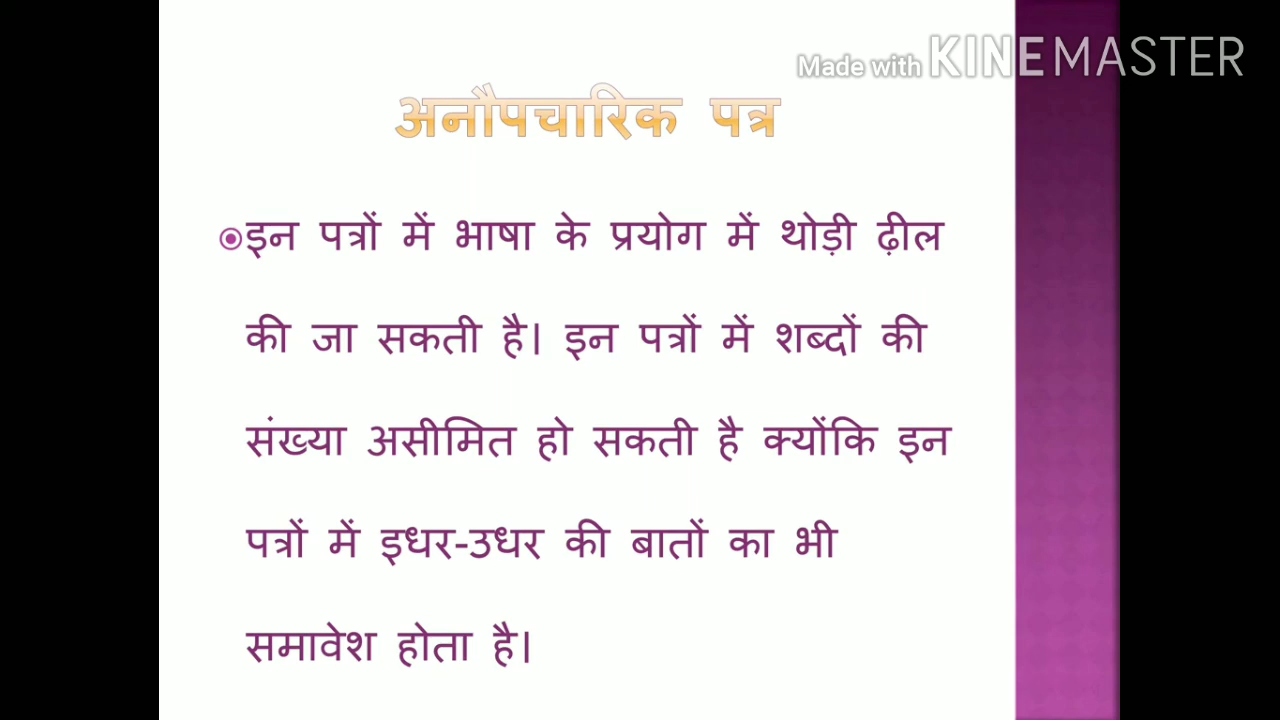 Made with KINEMASTER
अनौपचारिक पत्र
इन पत्रों में भाषा के प्रयोग में थोड़ी ढ़ील
की जा सकती है। इन पत्रों में शब्दों की
संख्या असीमित हो सकती है क्योंकि इन
पत्रों में इधर-उधर की बातों का भी
समावेश होता है।